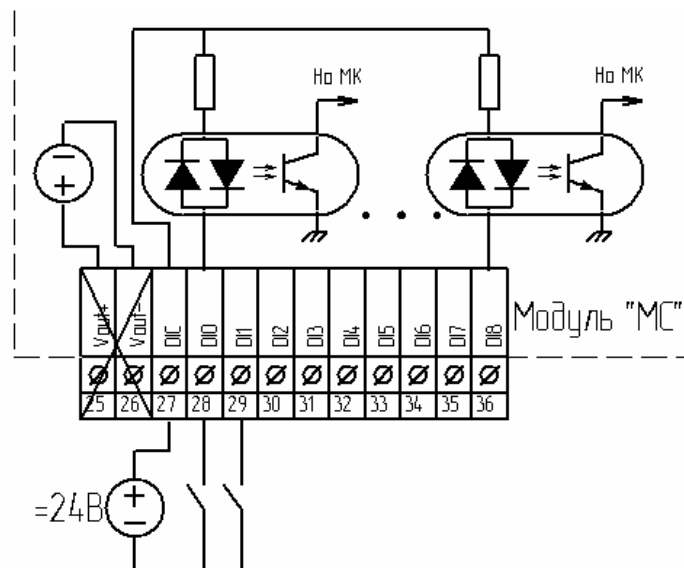 На МК
На МК
Vout+
Vout-
DIC
DI0
DI1
DI2
DI3
DI4
DI5
DI6
DI7
DI8
Модуль "МС"
25 26 27 28 29 30 31 32 33 34 35 36
=24В